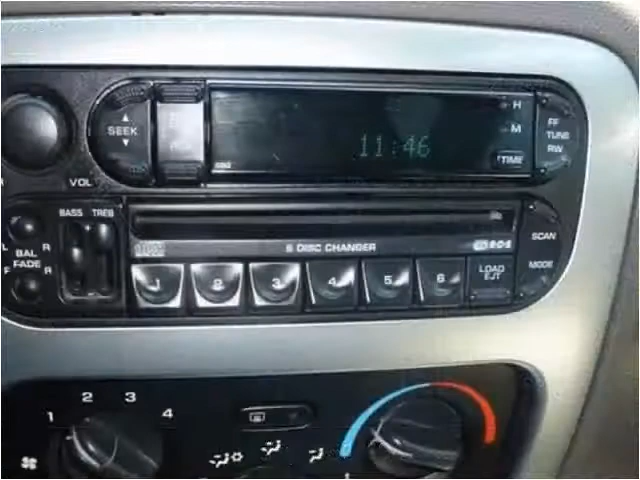 H
FF
SEEK
M
TUNE
11:46
RW
TIME
VOL
BASS TREB
SCAN
L BAL R
6 DISC CHANGER
FADE
F R
LOAD
EJT
MODE
1 2 3 4 5 6
1 2 3 4